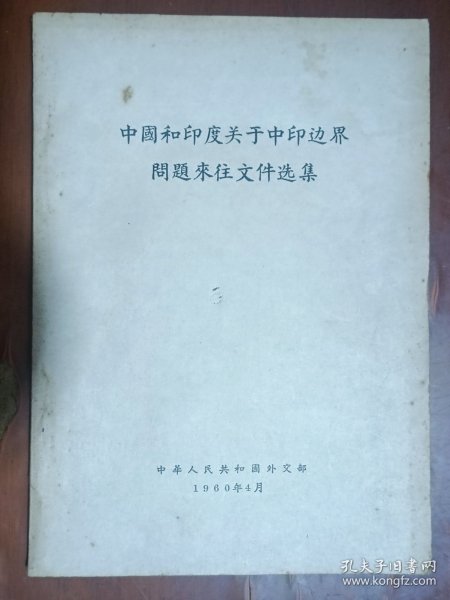 中國和印度关于中印边界
問題來往文件选集
中華人民共和國外交部
1960年4月
孔夫子旧书网
www.kongfz.com